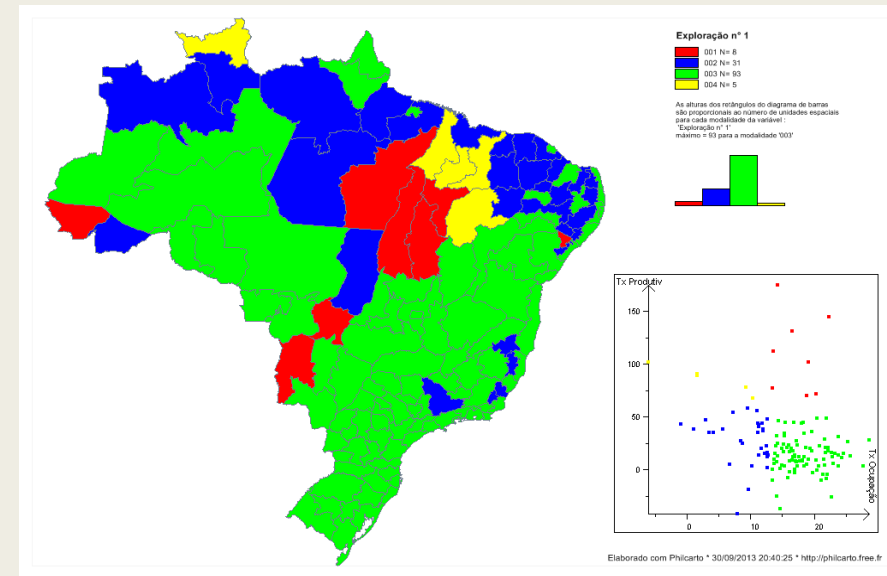 Exploração n° 1
001 N= 8
002 N= 31
003 N= 93
004 N= 5
As alturas dos retângulos do diagrama de barras
são proporcionais ao número de unidades espaciais
para cada modalidade da variável :
'Exploração n° 1'
máximo = 93 para a modalidade '003'
Tx Produtiv
150
100
50
0
0 10 20
Tx Ocupação
Elaborado com Philcarto * 30/09/2013 20:40:25 * http://philcarto.free.fr